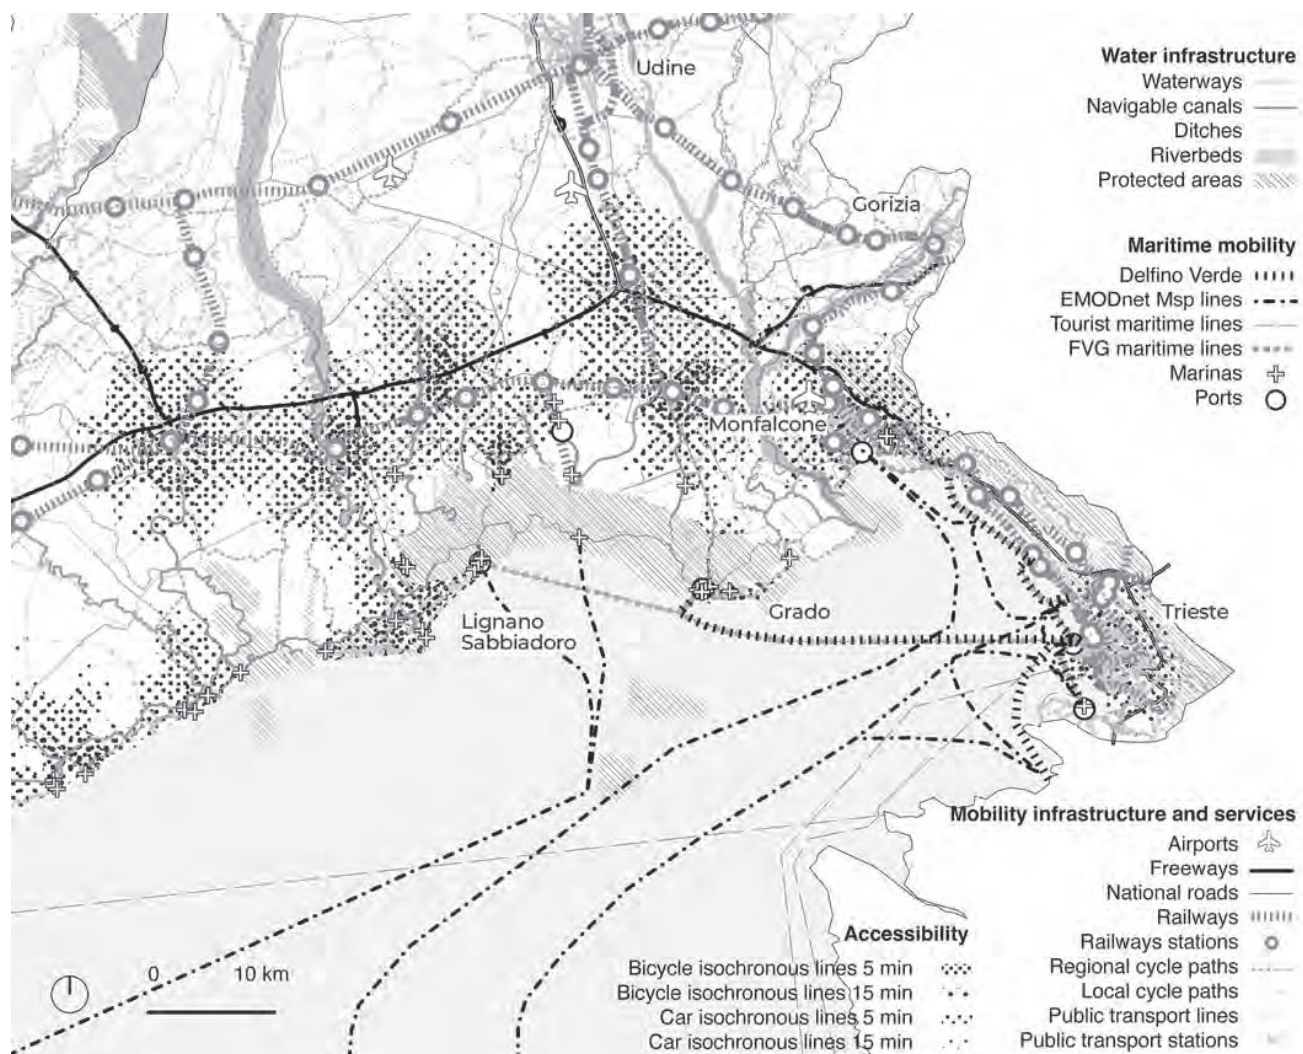 Udine
Gorizia
Monfalcone
Lignano
Sabbiadoro
Grado
Trieste
Water infrastructure
Waterways
Navigable canals
Ditches
Riverbeds
Protected areas
Maritime mobility
Delfino Verde
EMODnet Msp lines
Tourist maritime lines
FVG maritime lines
Marinas
Ports
Mobility infrastructure and services
Airports
Freeways
National roads
Railways
Railways stations
Regional cycle paths
Local cycle paths
Public transport lines
Public transport stations
Accessibility
Bicycle isochronous lines 5 min
Bicycle isochronous lines 15 min
Car isochronous lines 5 min
Car isochronous lines 15 min
0 10 km